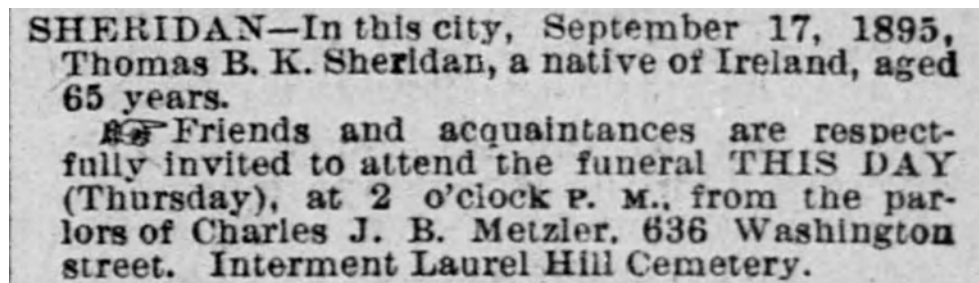 SHERIDAN—In this city, September 17, 1895,
Thomas B. K. Sheridan, a native of Ireland, aged
65 years.
☞Friends and acquaintances are respect-
fully invited to attend the funeral THIS DAY
(Thursday), at 2 o'clock P. M., from the par-
lors of Charles J. B. Metzler, 636 Washington
street. Interment Laurel Hill Cemetery.